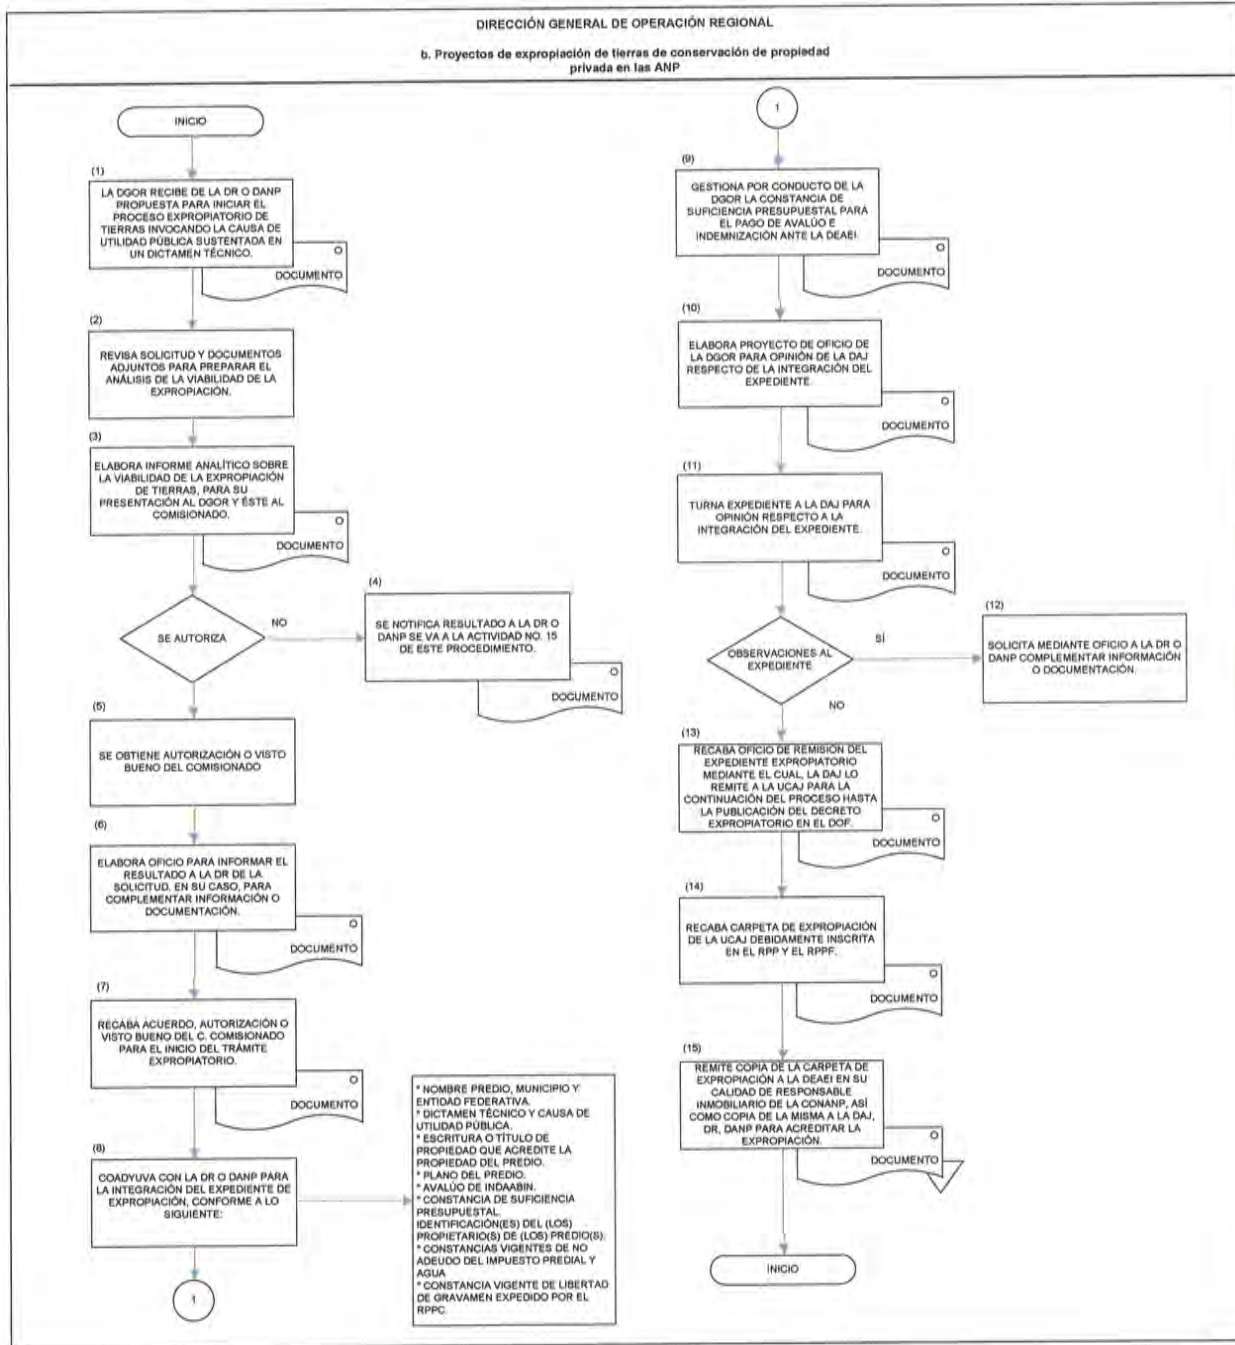 DIRECCIÓN GENERAL DE OPERACIÓN REGIONAL
b. Proyectos de expropiación de tierras de conservación de propiedad
privada en las ANP
INICIO
(1)
LA DGOR RECIBE DE LA DR O DANP
PROPUESTA PARA INICIAR EL
PROCESO EXPROPIATORIO DE
TIERRAS INVOCANDO LA CAUSA DE
UTILIDAD PÚBLICA SUSTENTADA EN
UN DICTAMEN TÉCNICO.
O
DOCUMENTO
(2)
REVISA SOLICITUD Y DOCUMENTOS
ADJUNTOS PARA PREPARAR EL
ANÁLISIS DE LA VIABILIDAD DE LA
EXPROPIACIÓN.
(3)
ELABORA INFORME ANALÍTICO SOBRE
LA VIABILIDAD DE LA EXPROPIACIÓN
DE TIERRAS, PARA SU
PRESENTACIÓN AL DGOR Y ÉSTE AL
COMISIONADO.
O
DOCUMENTO
SE AUTORIZA
NO
(4)
SE NOTIFICA RESULTADO A LA DR O
DANP SE VA A LA ACTIVIDAD NO. 15
DE ESTE PROCEDIMIENTO.
O
DOCUMENTO
(5)
SE OBTIENE AUTORIZACIÓN O VISTO
BUENO DEL COMISIONADO
(6)
ELABORA OFICIO PARA INFORMAR EL
RESULTADO A LA DR DE LA
SOLICITUD. EN SU CASO, PARA
COMPLEMENTAR INFORMACIÓN O
DOCUMENTACIÓN.
O
DOCUMENTO
(7)
RECABA ACUERDO, AUTORIZACIÓN O
VISTO BUENO DEL C. COMISIONADO
PARA EL INICIO DEL TRÁMITE
EXPROPIATORIO.
O
DOCUMENTO
(8)
COADYUVA CON LA DR O DANP PARA
LA INTEGRACIÓN DEL EXPEDIENTE DE
EXPROPIACIÓN, CONFORME A LO
SIGUIENTE:
* NOMBRE PREDIO, MUNICIPIO Y
ENTIDAD FEDERATIVA.
* DICTAMEN TÉCNICO Y CAUSA DE
UTILIDAD PÚBLICA.
* ESCRITURA O TÍTULO DE
PROPIEDAD QUE ACREDITE LA
PROPIEDAD DEL PREDIO.
* PLANO DEL PREDIO.
* AVALÚO DE INDAABIN.
* CONSTANCIA DE SUFICIENCIA
PRESUPUESTAL.
IDENTIFICACIÓN(ES) DEL (LOS)
PROPIETARIO(S) DE (LOS) PREDIO(S).
* CONSTANCIAS VIGENTES DE NO
ADEUDO DEL IMPUESTO PREDIAL Y
AGUA
* CONSTANCIA VIGENTE DE LIBERTAD
DE GRAVAMEN EXPEDIDO POR EL
RPPC.
1
1
(9)
GESTIONA POR CONDUCTO DE LA
DGOR LA CONSTANCIA DE
SUFICIENCIA PRESUPUESTAL PARA
EL PAGO DE AVALÚO E
INDEMNIZACIÓN ANTE LA DEAEI.
O
DOCUMENTO
(10)
ELABORA PROYECTO DE OFICIO DE
LA DGOR PARA OPINIÓN DE LA DAJ
RESPECTO DE LA INTEGRACIÓN DEL
EXPEDIENTE.
O
DOCUMENTO
(11)
TURNA EXPEDIENTE A LA DAJ PARA
OPINIÓN RESPECTO A LA
INTEGRACIÓN DEL EXPEDIENTE.
O
DOCUMENTO
OBSERVACIONES AL
EXPEDIENTE
SÍ
(12)
SOLICITA MEDIANTE OFICIO A LA DR O
DANP COMPLEMENTAR INFORMACIÓN
O DOCUMENTACIÓN.
NO
(13)
RECABA OFICIO DE REMISIÓN DEL
EXPEDIENTE EXPROPIATORIO
MEDIANTE EL CUAL, LA DAJ LO
REMITE A LA UCAJ PARA LA
CONTINUACIÓN DEL PROCESO HASTA
LA PUBLICACIÓN DEL DECRETO
EXPROPIATORIO EN EL DOF.
O
DOCUMENTO
(14)
RECABA CARPETA DE EXPROPIACIÓN
DE LA UCAJ DEBIDAMENTE INSCRITA
EN EL RPP Y EL RPPF.
O
DOCUMENTO
(15)
REMITE COPIA DE LA CARPETA DE
EXPROPIACIÓN A LA DEAEI EN SU
CALIDAD DE RESPONSABLE
INMOBILIARIO DE LA CONANP, ASÍ
COMO COPIA DE LA MISMA A LA DAJ,
DR, DANP PARA ACREDITAR LA
EXPROPIACIÓN.
O
DOCUMENTO
INICIO